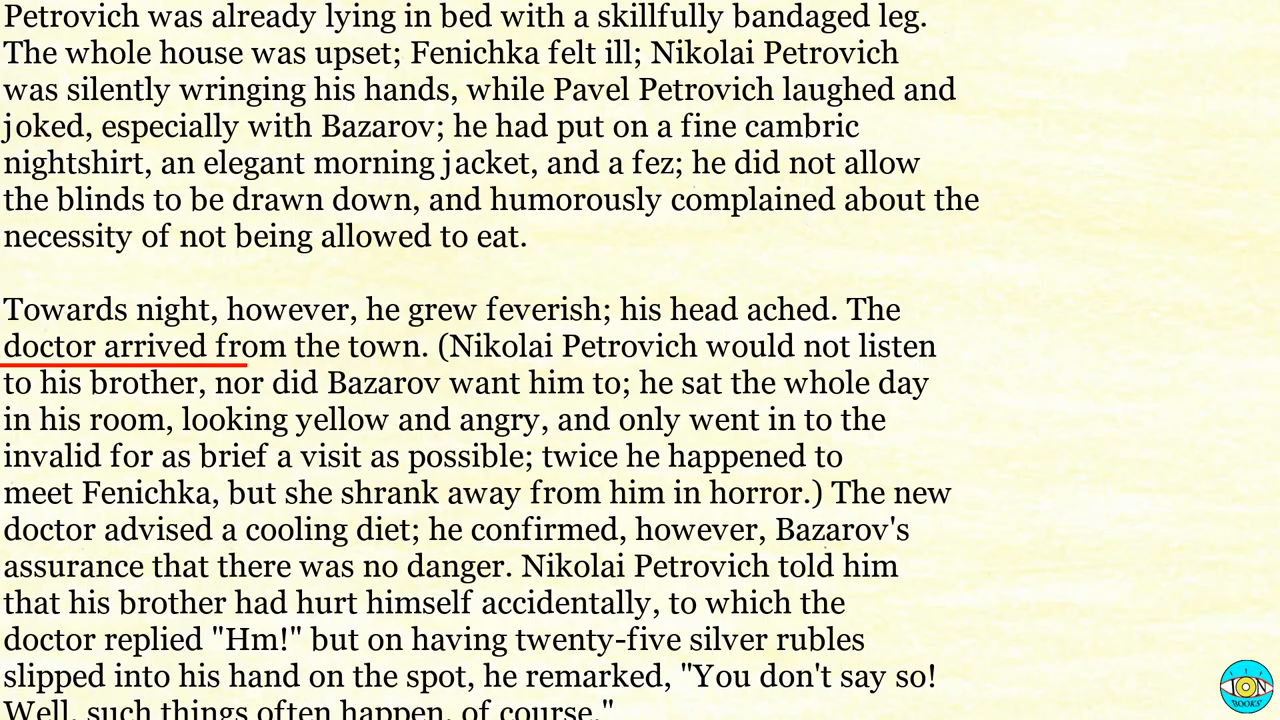 Petrovich was already lying in bed with a skillfully bandaged leg.
The whole house was upset; Fenichka felt ill; Nikolai Petrovich
was silently wringing his hands, while Pavel Petrovich laughed and
joked, especially with Bazarov; he had put on a fine cambric
nightshirt, an elegant morning jacket, and a fez; he did not allow
the blinds to be drawn down, and humorously complained about the
necessity of not being allowed to eat.
Towards night, however, he grew feverish; his head ached. The
doctor arrived from the town. (Nikolai Petrovich would not listen
to his brother, nor did Bazarov want him to; he sat the whole day
in his room, looking yellow and angry, and only went in to the
invalid for as brief a visit as possible; twice he happened to
meet Fenichka, but she shrank away from him in horror.) The new
doctor advised a cooling diet; he confirmed, however, Bazarov's
assurance that there was no danger. Nikolai Petrovich told him
that his brother had hurt himself accidentally, to which the
doctor replied "Hm!" but on having twenty-five silver rubles
slipped into his hand on the spot, he remarked, "You don't say so!
Well, such things often happen, of course."
ION
BOOKS